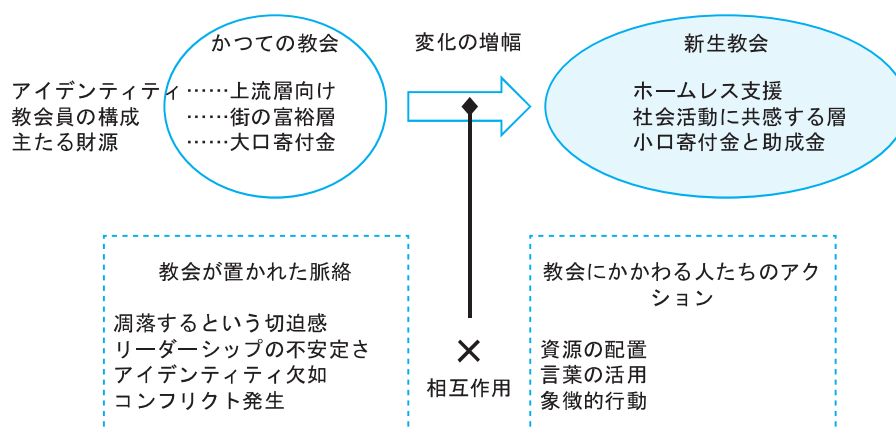 かつての教会
変化の増幅
新生教会
アイデンティティ……上流層向け
教会員の構成……街の富裕層
主たる財源……大口寄付金
ホームレス支援
社会活動に共感する層
小口寄付金と助成金
教会が置かれた脈絡
凋落するという切迫感
リーダーシップの不安定さ
アイデンティティ欠如
コンフリクト発生
×
相互作用
教会にかかわる人たちのアク
ション
資源の配置
言葉の活用
象徴的行動